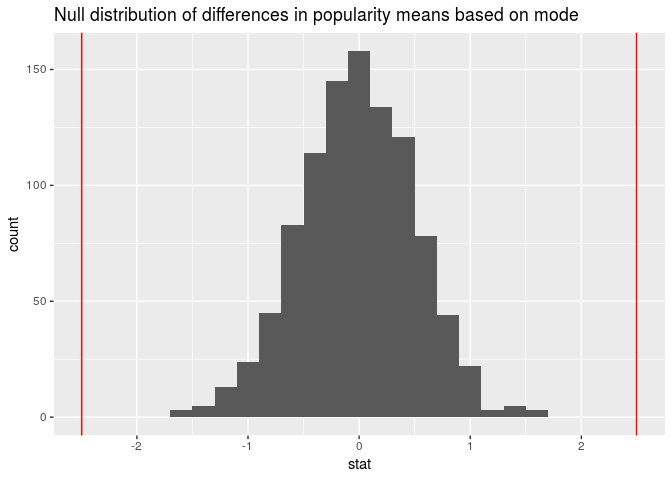 Null distribution of differences in popularity means based on mode
150
100
50
0
count
-2 -1 0 1 2
stat